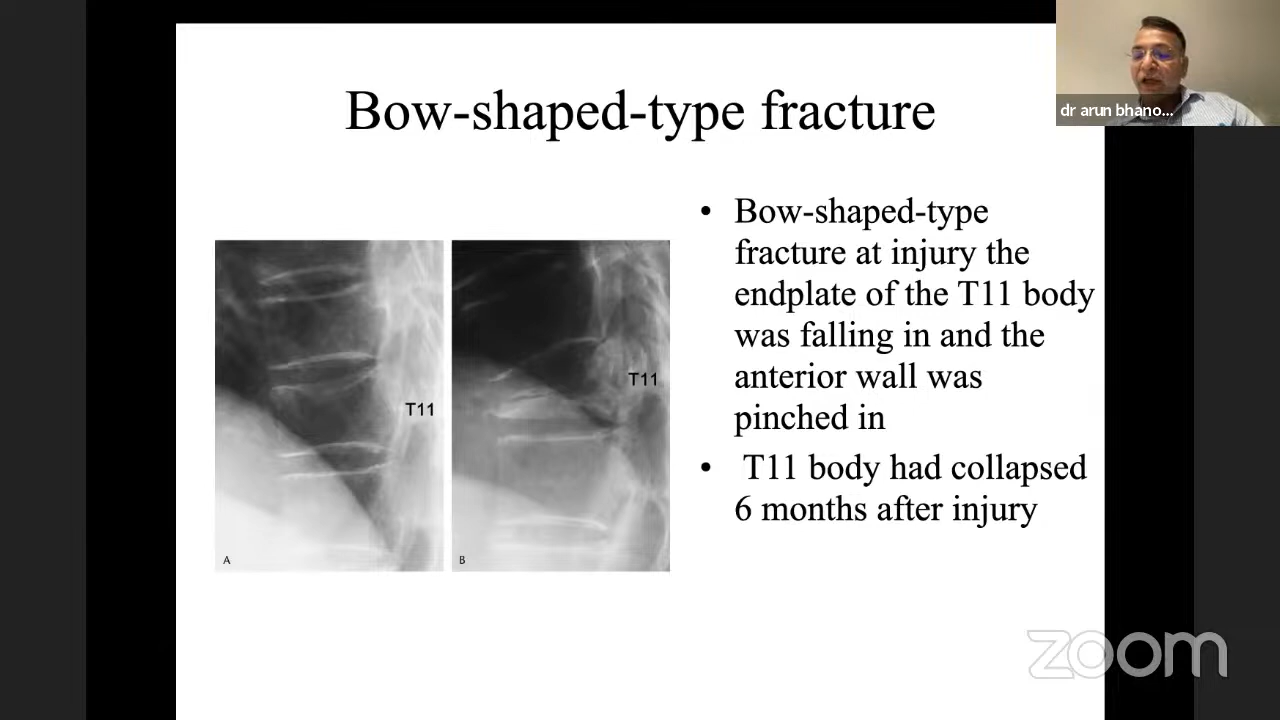 Bow-shaped-type fracture
dr arun bhano...
• Bow-shaped-type
fracture at injury the
endplate of the T11 body
was falling in and the
anterior wall was
pinched in
• T11 body had collapsed
6 months after injury
T11
T11
A
B
zoom